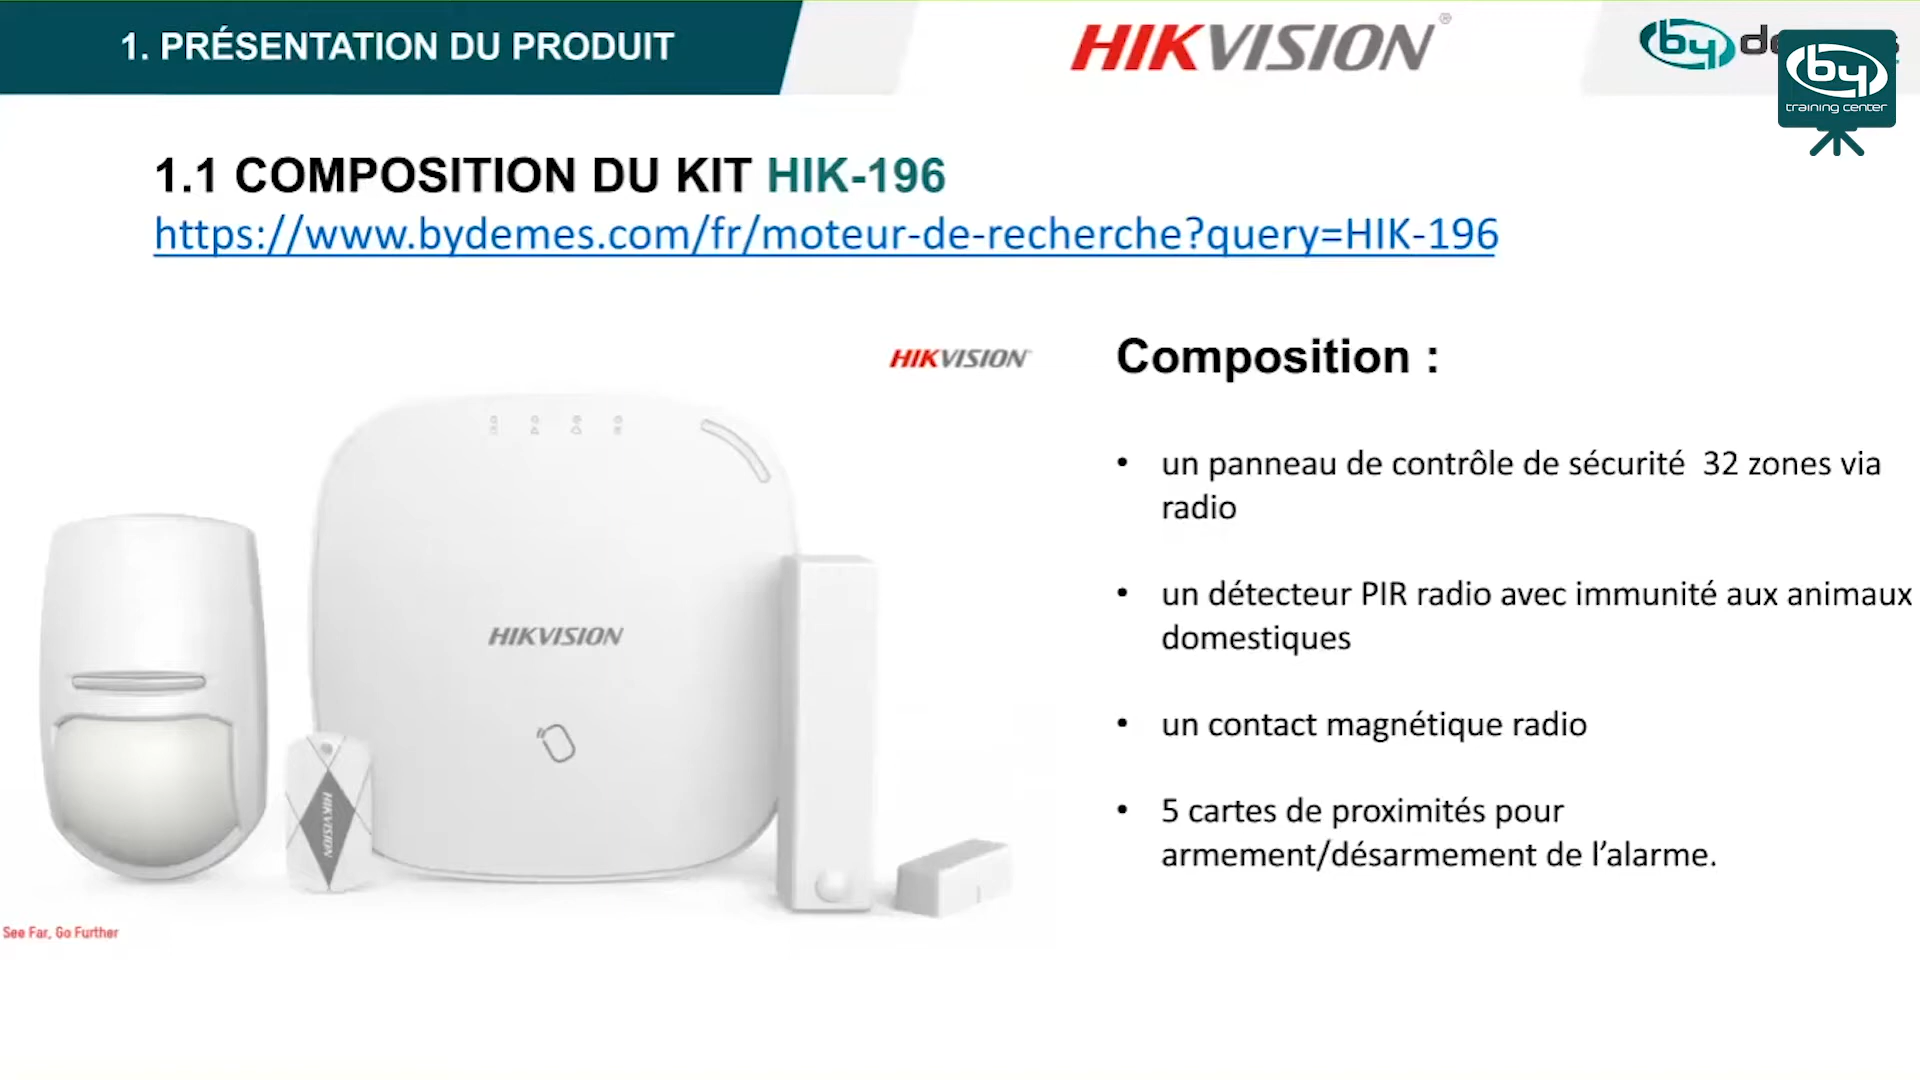 1. PRÉSENTATION DU PRODUIT
HIKVISION®
by de
by
training center
1.1 COMPOSITION DU KIT HIK-196
https://www.bydemes.com/fr/moteur-de-recherche?query=HIK-196
HIKVISION
Composition :
• un panneau de contrôle de sécurité  32 zones via
radio
• un détecteur PIR radio avec immunité aux animaux
domestiques
• un contact magnétique radio
• 5 cartes de proximités pour
armement/désarmement de l’alarme.
HIKVISION
HIKVISION
See Far, Go Further